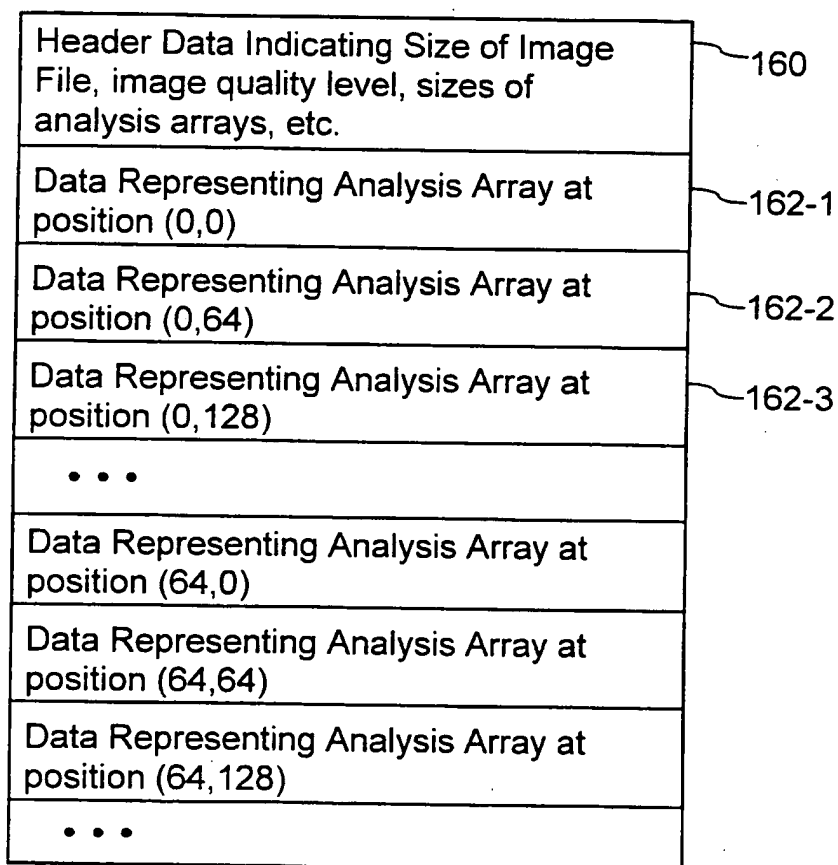 Header Data Indicating Size of Image
File, image quality level, sizes of
analysis arrays, etc.
160
Data Representing Analysis Array at
position (0,0)
162-1
Data Representing Analysis Array at
position (0,64)
162-2
Data Representing Analysis Array at
position (0,128)
162-3
• • •
Data Representing Analysis Array at
position (64,0)
Data Representing Analysis Array at
position (64,64)
Data Representing Analysis Array at
position (64,128)
• • •